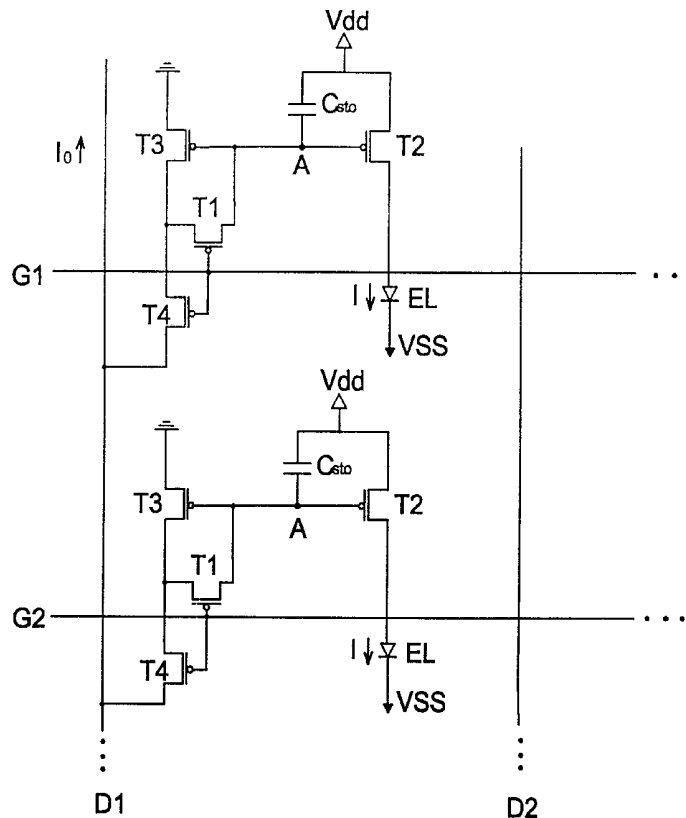 Vdd
Csto
T3
T2
I0
A
T1
G1
I
EL
T4
VSS
Vdd
Csto
T3
T2
A
T1
G2
I
EL
T4
VSS
D1
D2